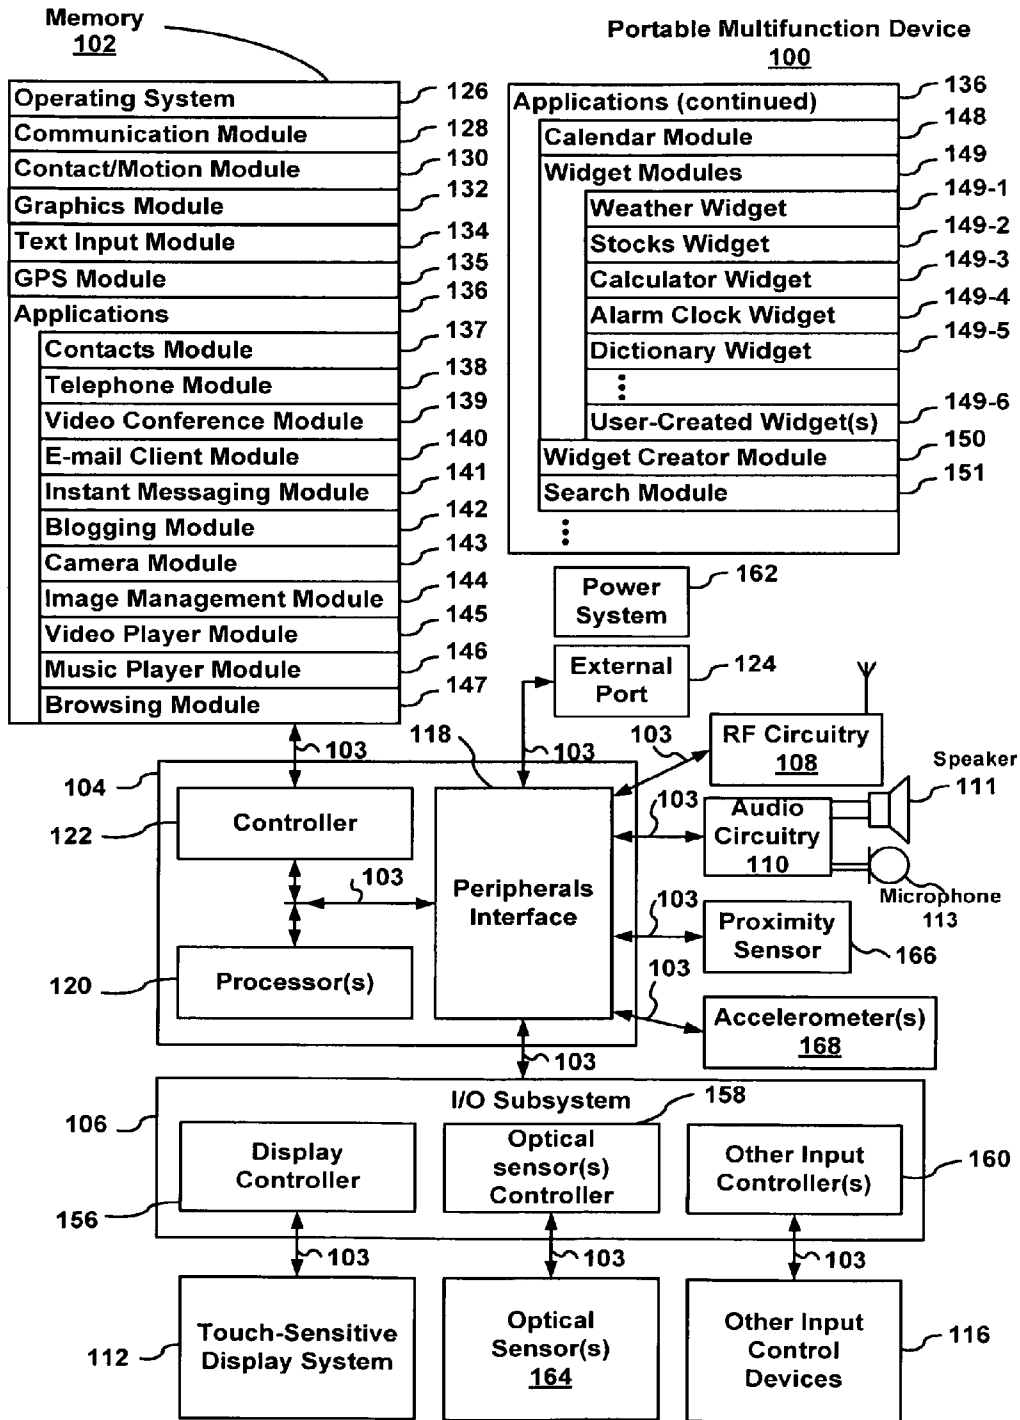 Memory
102
Operating System 126
Communication Module 128
Contact/Motion Module 130
Graphics Module 132
Text Input Module 134
GPS Module 135
Applications 136
Contacts Module 137
Telephone Module 138
Video Conference Module 139
E-mail Client Module 140
Instant Messaging Module 141
Blogging Module 142
Camera Module 143
Image Management Module 144
Video Player Module 145
Music Player Module 146
Browsing Module 147
Portable Multifunction Device
100
Applications (continued) 136
Calendar Module 148
Widget Modules 149
Weather Widget 149-1
Stocks Widget 149-2
Calculator Widget 149-3
Alarm Clock Widget 149-4
Dictionary Widget 149-5
User-Created Widget(s) 149-6
Widget Creator Module 150
Search Module 151
Power
System
162
External
Port
124
103
118
103
103
RF Circuitry
108
Speaker
111
104
122
Controller
103
Audio
Circuitry
110
Microphone
113
103
Peripherals
Interface
103
Proximity
Sensor
166
120
Processor(s)
103
Accelerometer(s)
168
103
I/O Subsystem
106
158
Display
Controller
156
Optical
sensor(s)
Controller
Other Input
Controller(s)
160
103
103
103
Touch-Sensitive
Display System
112
Optical
Sensor(s)
164
Other Input
Control
Devices
116